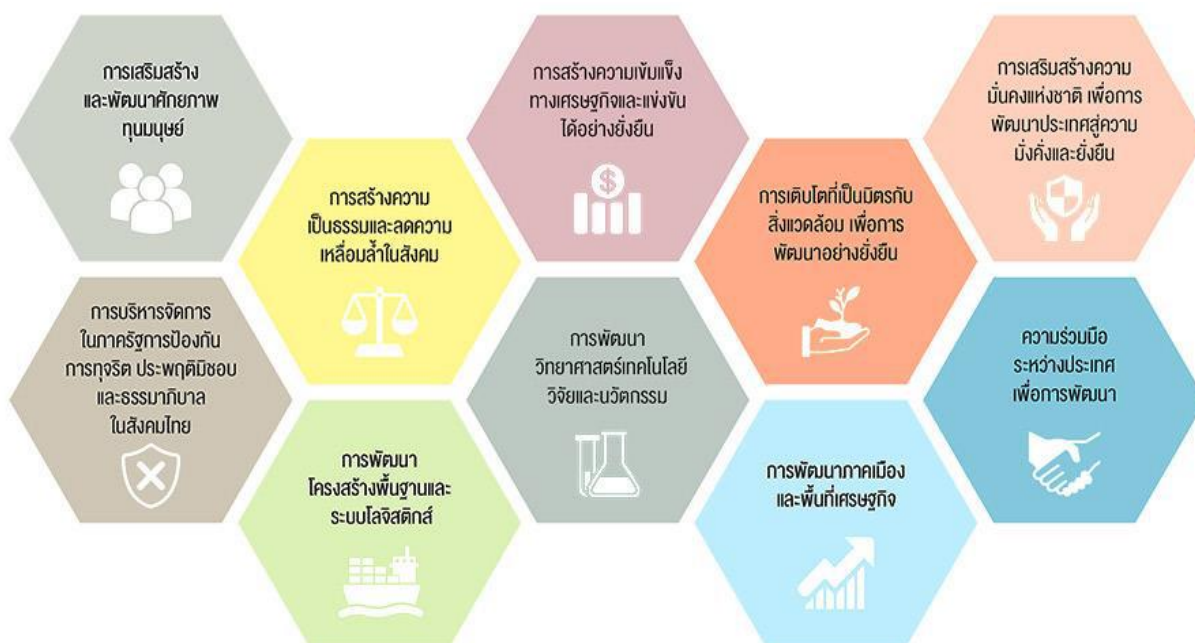 การเสริมสร้าง
และพัฒนาศักยภาพ
ทุนมนุษย์
การสร้างความ
เป็นธรรมและลดความ
เหลื่อมล้ำในสังคม
การสร้างความเข้มแข็ง
ทางเศรษฐกิจและแข่งขัน
ได้อย่างยั่งยืน
$
การเติบโตที่เป็นมิตรกับ
สิ่งแวดล้อม เพื่อการ
พัฒนาอย่างยั่งยืน
การเสริมสร้างความ
มั่นคงแห่งชาติ เพื่อการ
พัฒนาประเทศสู่ความ
มั่งคั่งและยั่งยืน
การบริหารจัดการ
ในภาครัฐการป้องกัน
การทุจริต ประพฤติมิชอบ
และธรรมาภิบาล
ในสังคมไทย
การพัฒนา
โครงสร้างพื้นฐานและ
ระบบโลจิสติกส์
การพัฒนา
วิทยาศาสตร์เทคโนโลยี
วิจัยและนวัตกรรม
การพัฒนาภาคเมือง
และพื้นที่เศรษฐกิจ
ความร่วมมือ
ระหว่างประเทศ
เพื่อการพัฒนา